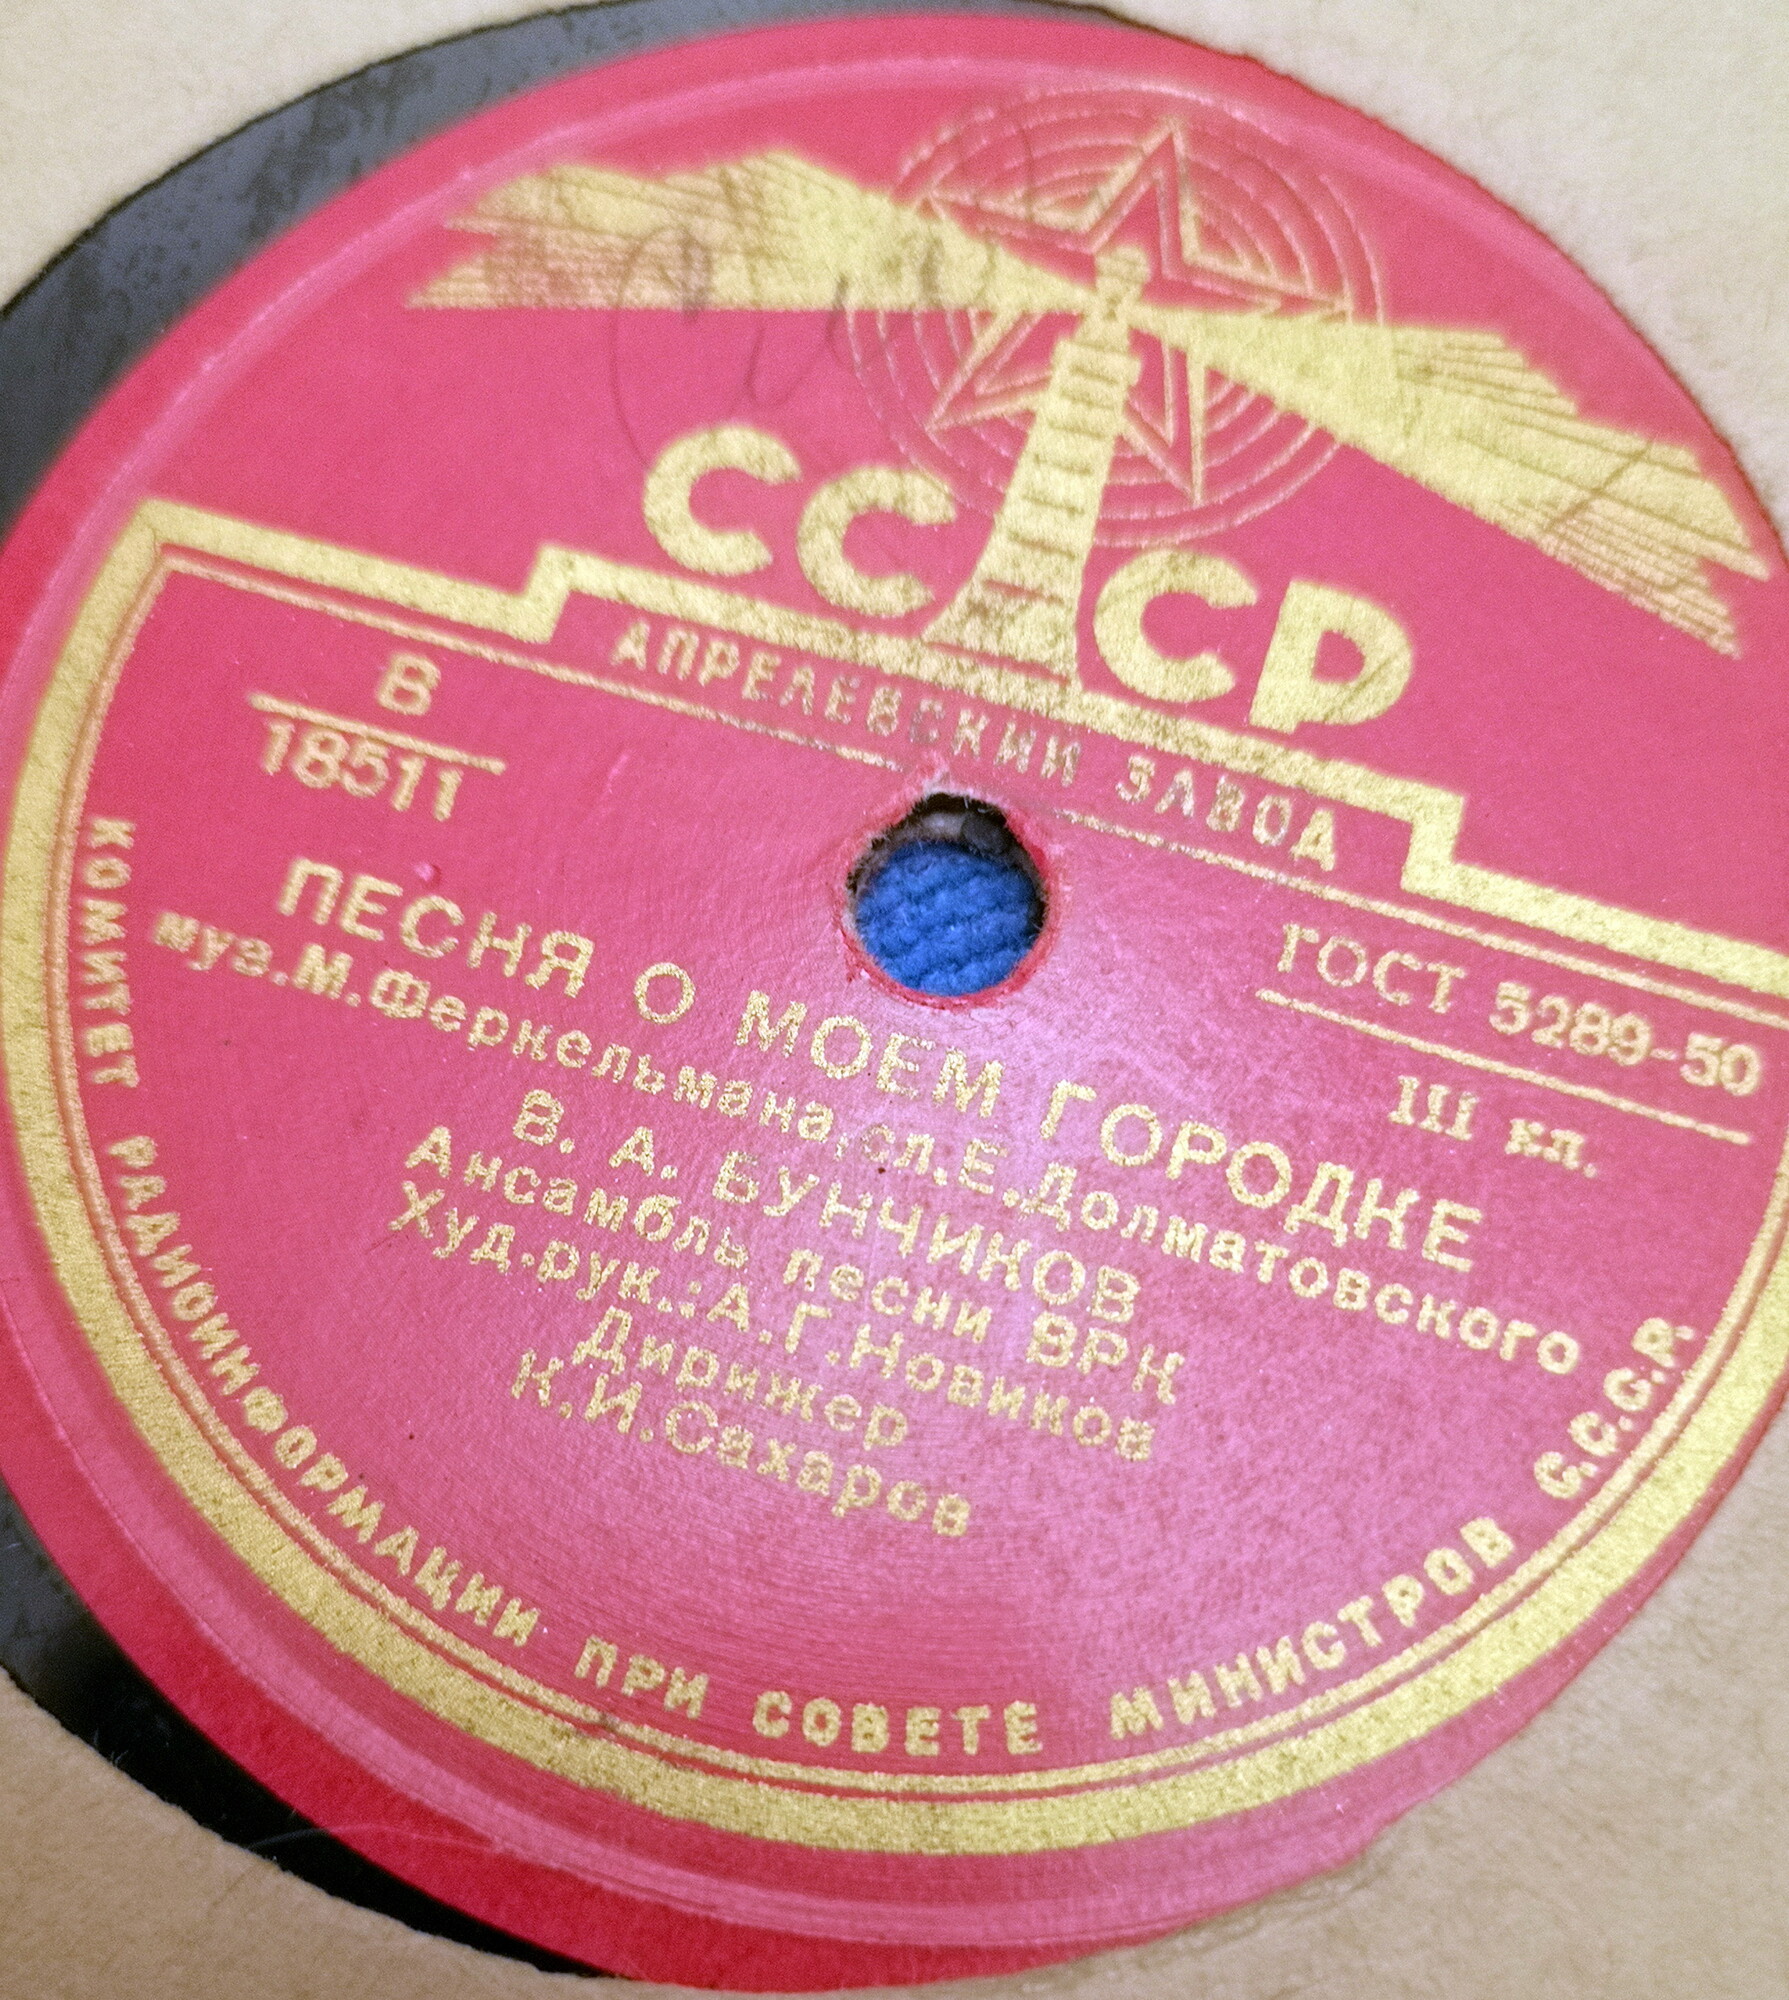 СССР
АПРЕЛЕВСКИЙ ЗАВОД
В
18511
ГОСТ 5289-50
III кл.
ПЕСНЯ О МОЕМ ГОРОДКЕ
муз.М.Феркельмана,сл.Е.Долматовского
В. А. БУНЧИКОВ
Ансамбль песни ВРК
Худ.рук.:А.Г.Новиков
Дирижер
К.И.Сахаров
КОМИТЕТ РАДИОИНФОРМАЦИИ ПРИ СОВЕТЕ МИНИСТРОВ С.С.С.Р.